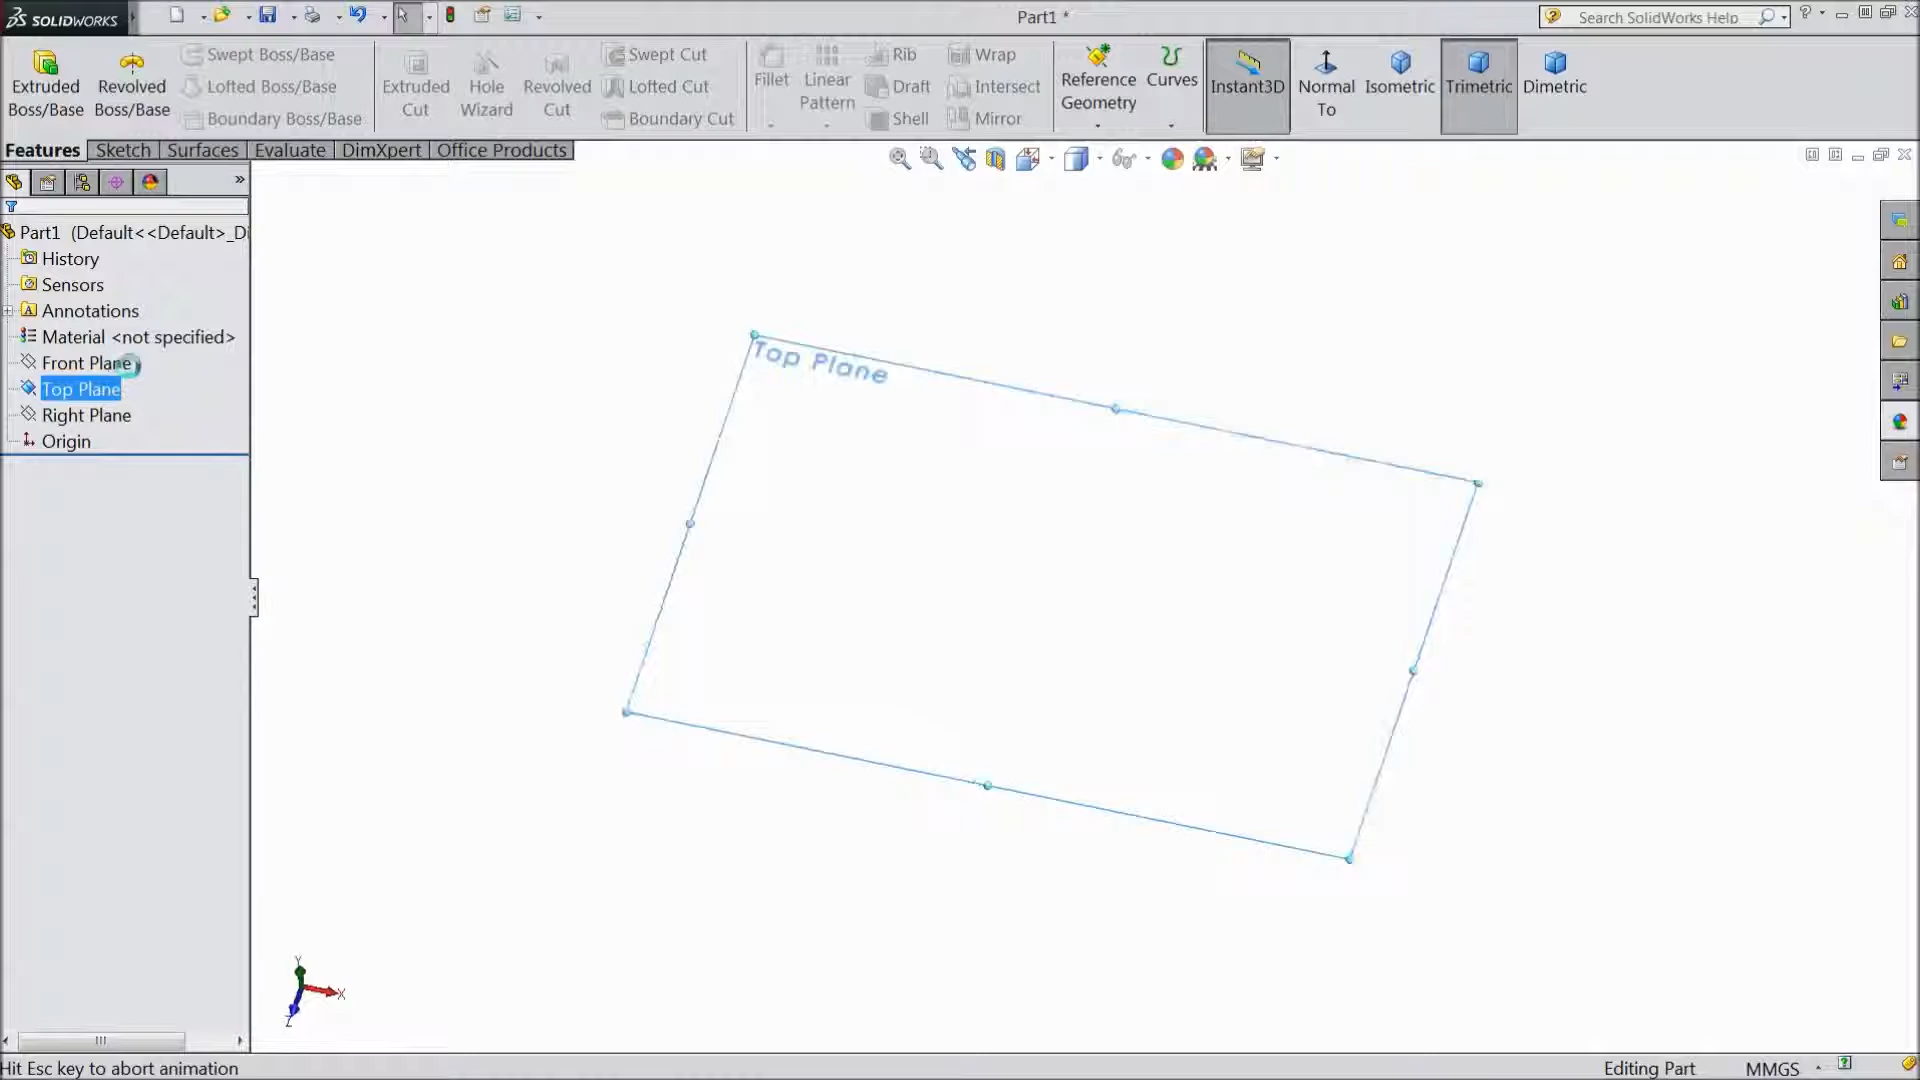 SOLIDWORKS
Part1 *
Search SolidWorks Help
Extruded Boss/Base
Revolved Boss/Base
Swept Boss/Base
Lofted Boss/Base
Boundary Boss/Base
Extruded Cut
Hole Wizard
Revolved Cut
Swept Cut
Lofted Cut
Boundary Cut
Fillet
Linear Pattern
Rib
Draft
Shell
Wrap
Intersect
Mirror
Reference Geometry
Curves
Instant3D
Normal To
Isometric
Trimetric
Dimetric
Features
Sketch
Surfaces
Evaluate
DimXpert
Office Products
Part1 (Default<<Default>_Di
History
Sensors
Annotations
Material <not specified>
Front Plane
Top Plane
Right Plane
Origin
Top Plane
Y
X
Z
Hit Esc key to abort animation
Editing Part
MMGS